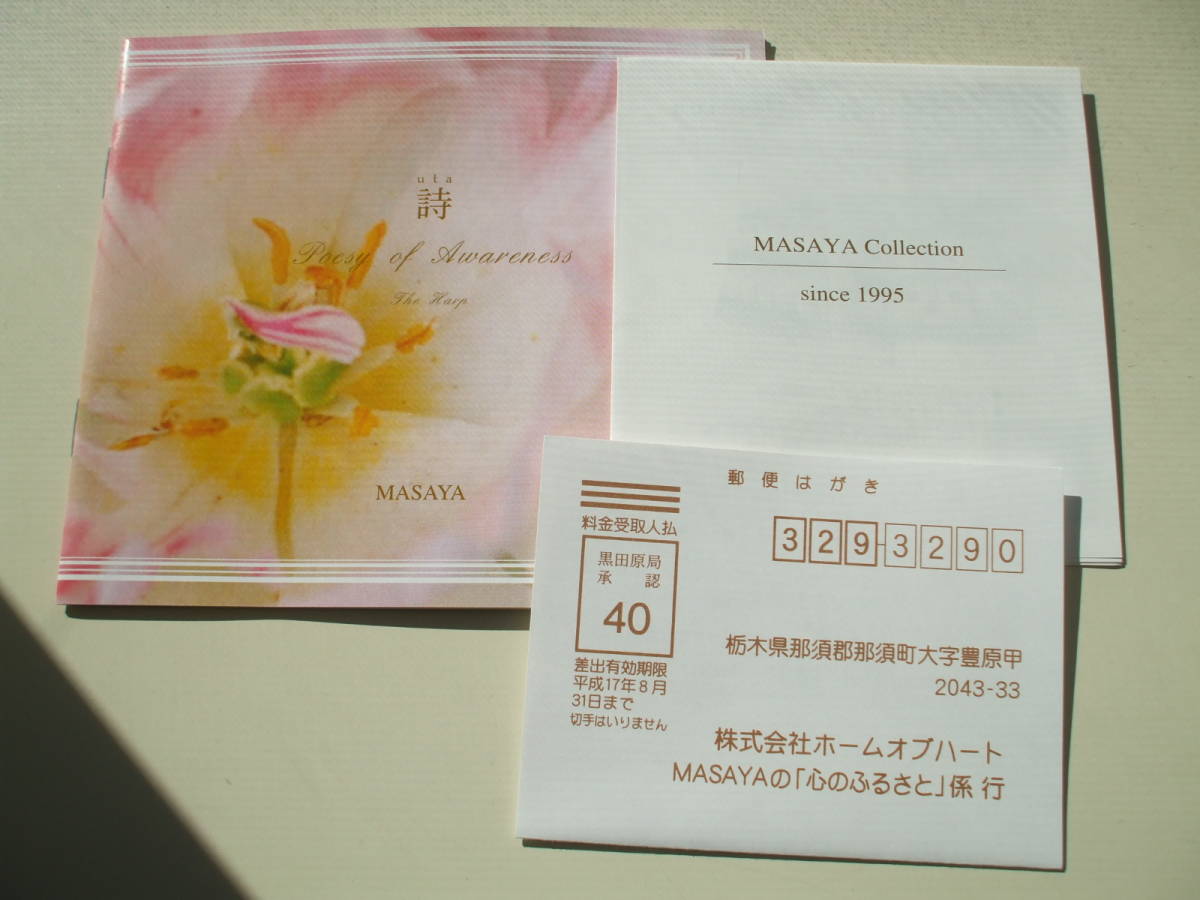 uta
詩
Poesy of Awareness
The Harp
MASAYA
MASAYA Collection
since 1995
郵便はがき
料金受取人払
黒田原局
承認
40
差出有効期限
平成17年8月
31日まで
切手はいりません
329-3290
栃木県那須郡那須町大字豊原甲
2043-33
株式会社ホームオブハート
MASAYAの「心のふるさと」係 行